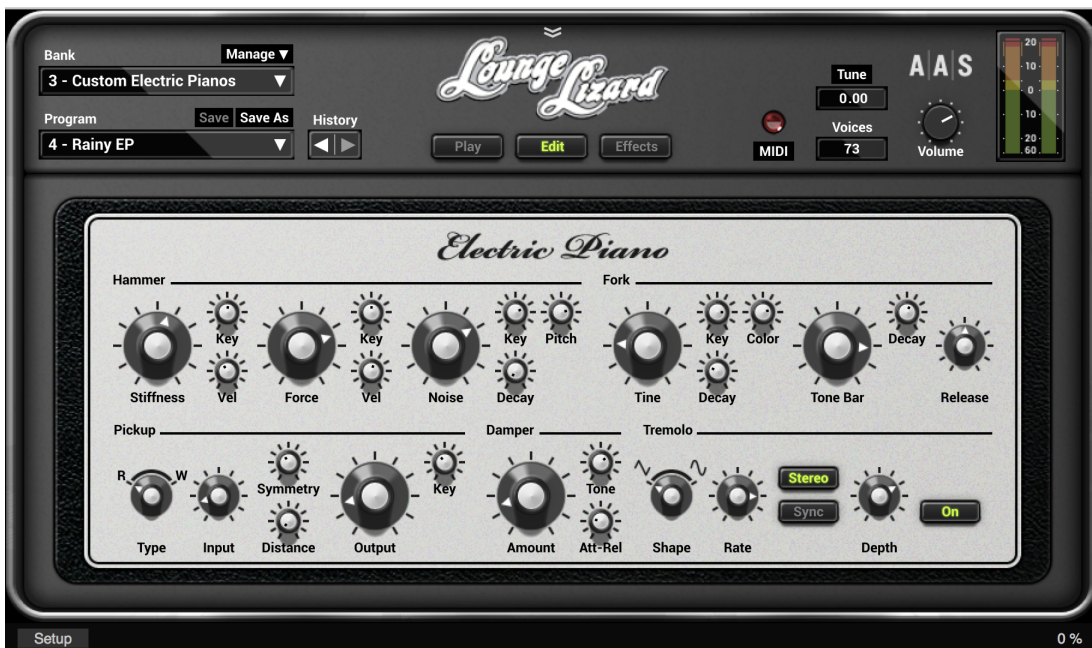 Bank
Manage ▼
3 - Custom Electric Pianos ▼
Program
Save
Save As
4 - Rainy EP ▼
History
Lounge
Lizard
Play
Edit
Effects
MIDI
Tune
0.00
Voices
73
A|A|S
Volume
20
10
0
10
20
60
Electric Piano
Hammer
Fork
Key
Key
Key
Pitch
Key
Color
Decay
Stiffness
Vel
Force
Vel
Noise
Decay
Tine
Decay
Tone Bar
Release
Pickup
Damper
Tremolo
R
W
Symmetry
Key
Tone
Stereo
Sync
On
Type
Input
Distance
Output
Amount
Att-Rel
Shape
Rate
Depth
Setup
0 %